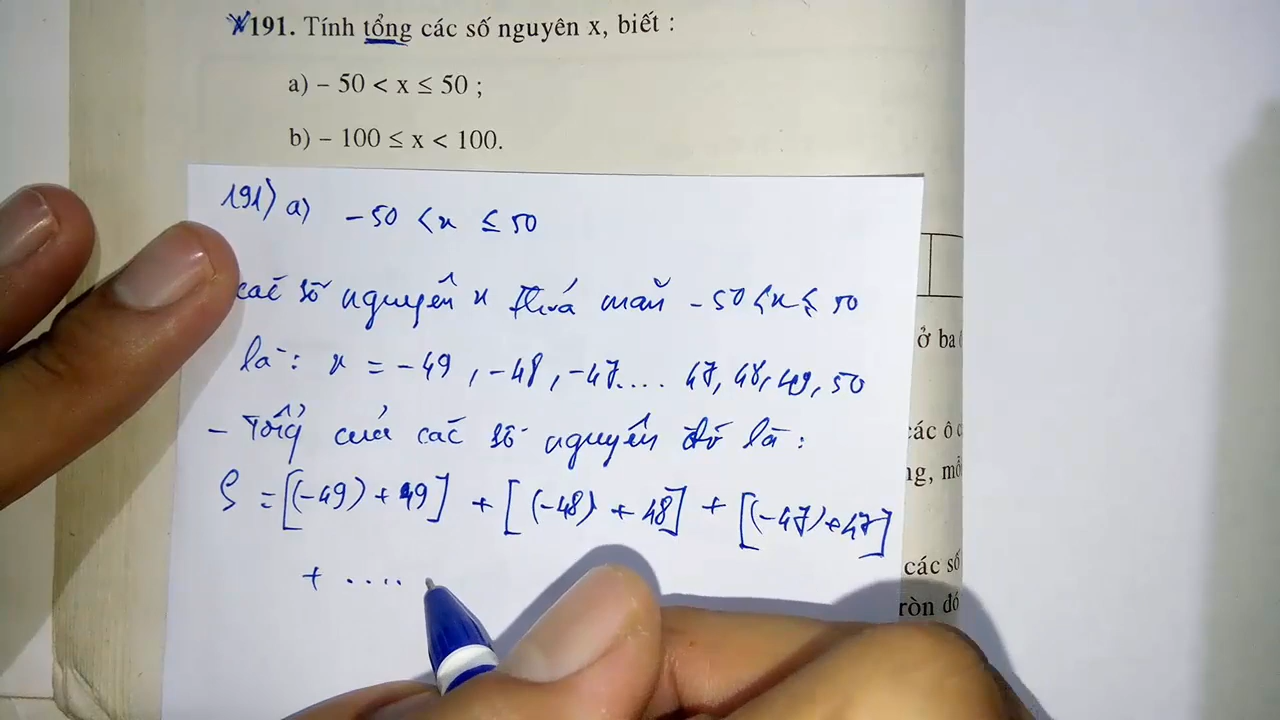 191. Tính tổng các số nguyên x, biết :
a) – 50 < x ≤ 50 ;
b) – 100 ≤ x < 100.
191) a) -50 < x ≤ 50
các số nguyên x thoả mãn -50 < x ≤ 50
là: x = -49, -48, -47.... 47, 48, 49, 50
- Tổng của các số nguyên đó là:
S = [(-49) + 49] + [(-48) + 48] + [(-47) + 47]
+ ....
ở ba
các ô
ng, mỗ
các số
ròn đó